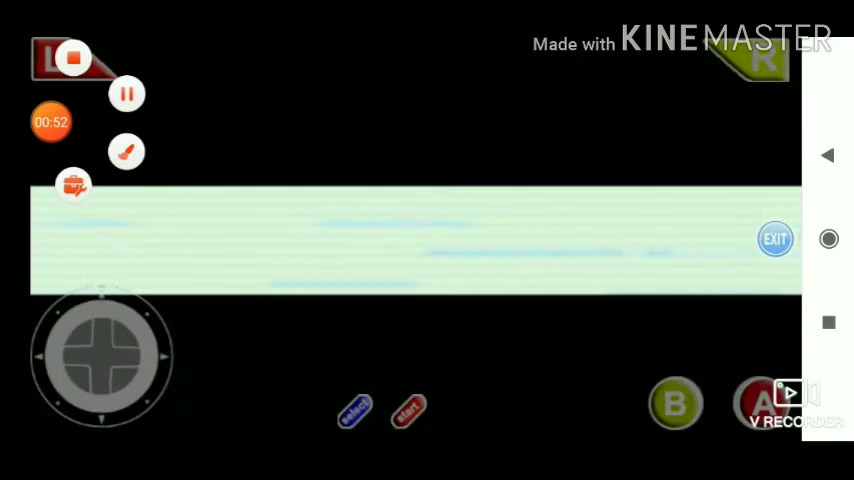 Made with KINEMASTER
L
R
00:52
EXIT
select
start
B
A
V RECORDER